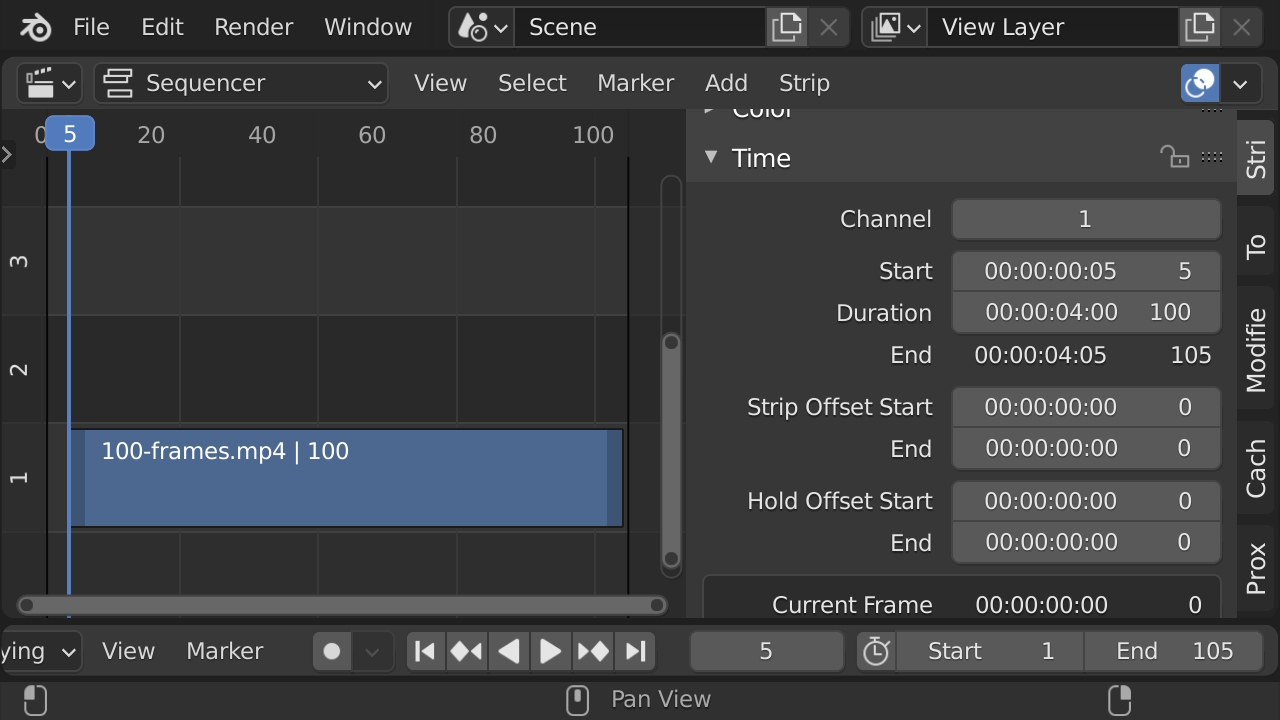 File Edit Render Window Scene View Layer
Sequencer View Select Marker Add Strip
Color
0 5 20 40 60 80 100
Time
Stri
Channel 1
To
3
Start 00:00:00:05 5
Duration 00:00:04:00 100
End 00:00:04:05 105
Modifie
2
Strip Offset Start 00:00:00:00 0
End 00:00:00:00 0
100-frames.mp4 | 100
Cach
1
Hold Offset Start 00:00:00:00 0
End 00:00:00:00 0
Prox
Current Frame 00:00:00:00 0
ying View Marker 5 Start 1 End 105
Pan View